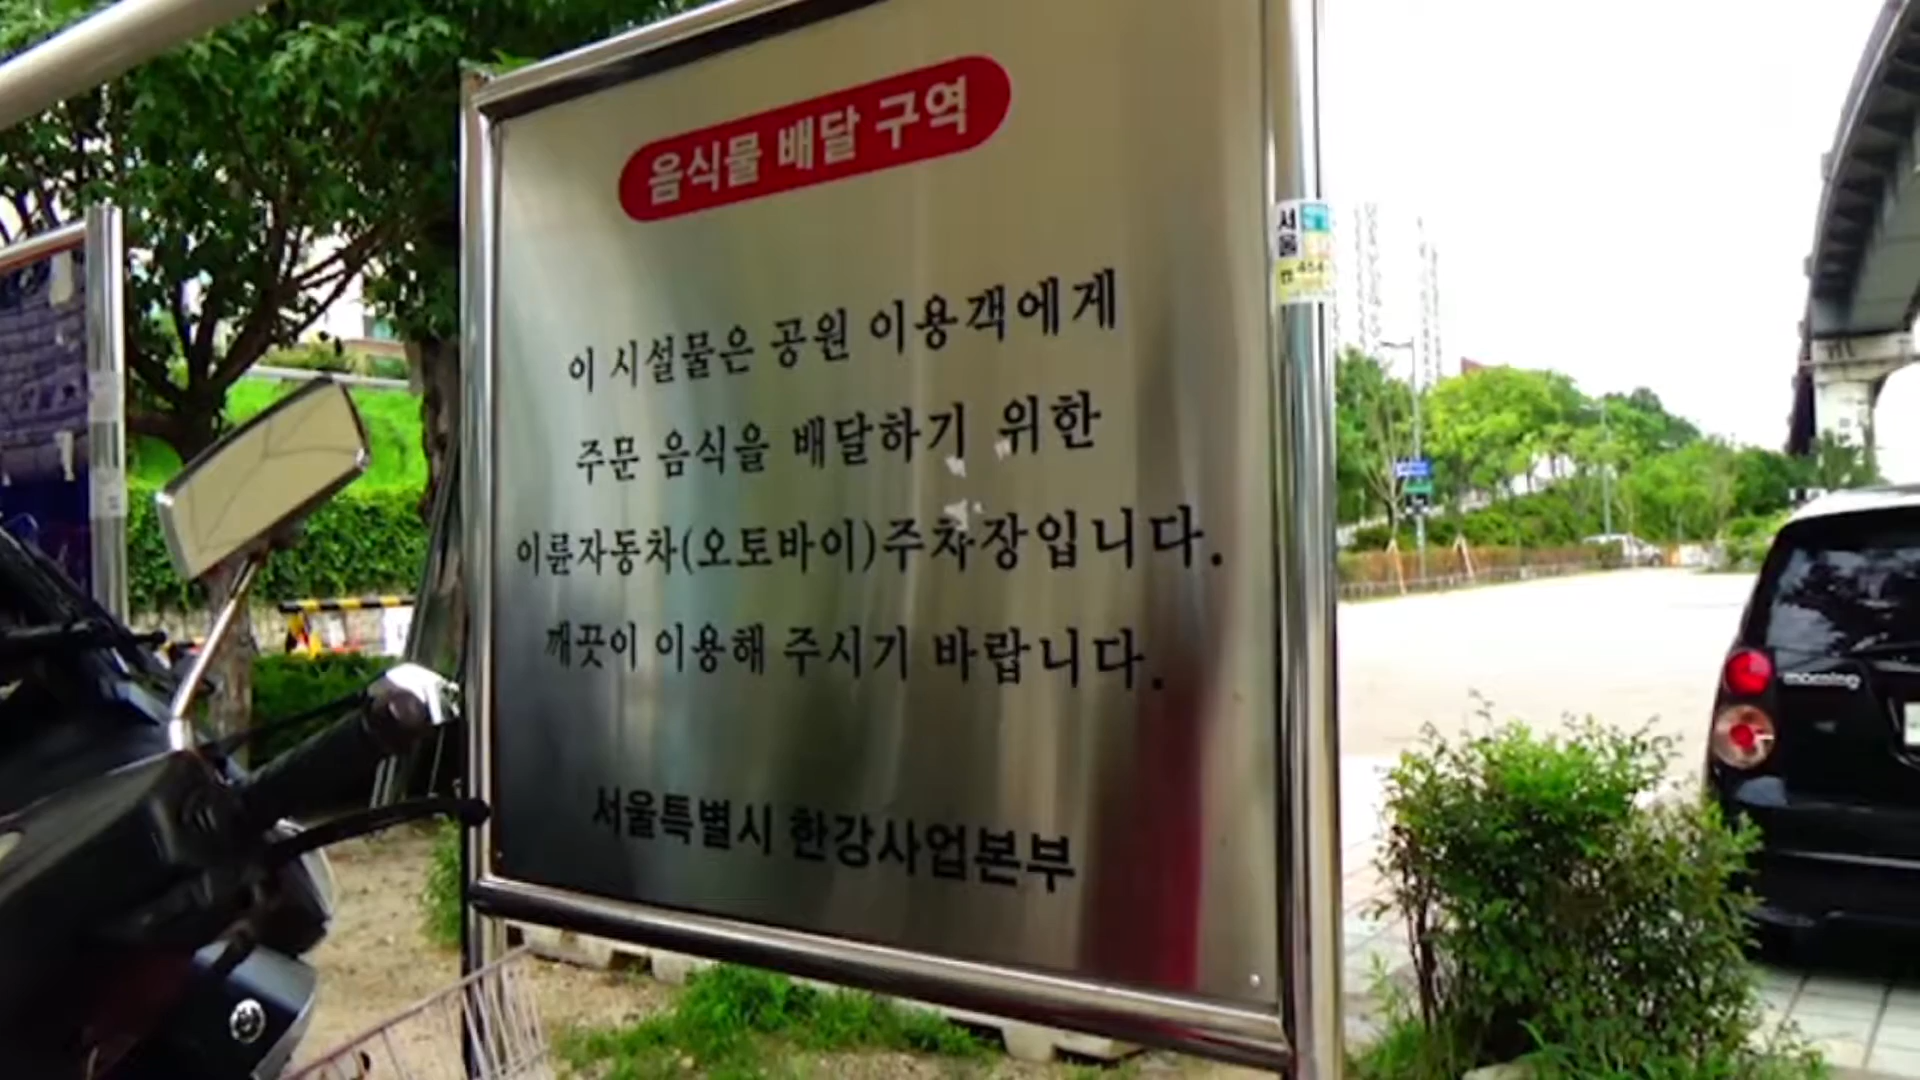 음식물 배달 구역
이 시설물은 공원 이용객에게
주문 음식을 배달하기 위한
이륜자동차(오토바이)주차장입니다.
깨끗이 이용해 주시기 바랍니다.
서울특별시 한강사업본부
서울
morning